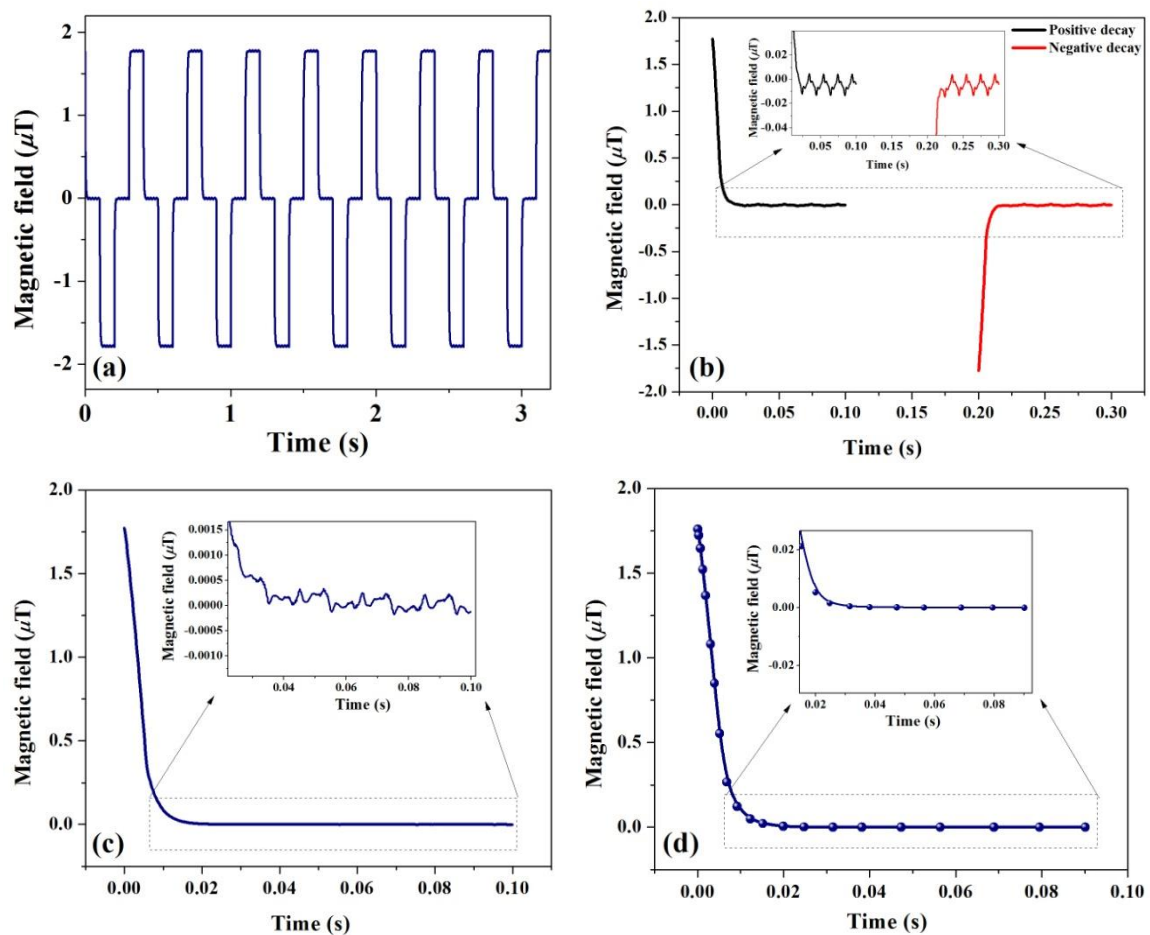 Magnetic field (μT)
2
1
0
-1
-2
(a)
0
1
2
3
Time (s)
Magnetic field (μT)
2.0
1.5
1.0
0.5
0.0
-0.5
-1.0
-1.5
-2.0
Positive decay
Negative decay
Magnetic field (μT)
0.02
0.00
-0.02
-0.04
0.05 0.10 0.15 0.20 0.25 0.30
Time (s)
(b)
0.00 0.05 0.10 0.15 0.20 0.25 0.30
Time (s)
Magnetic field (μT)
2.0
1.5
1.0
0.5
0.0
Magnetic field (μT)
0.0015
0.0010
0.0005
0.0000
-0.0005
-0.0010
0.04 0.06 0.08 0.10
Time (s)
(c)
0.00 0.02 0.04 0.06 0.08 0.10
Time (s)
Magnetic field (μT)
2.0
1.5
1.0
0.5
0.0
Magnetic field (μT)
0.02
0.00
-0.02
0.02 0.04 0.06 0.08
Time (s)
(d)
0.00 0.02 0.04 0.06 0.08 0.10
Time (s)